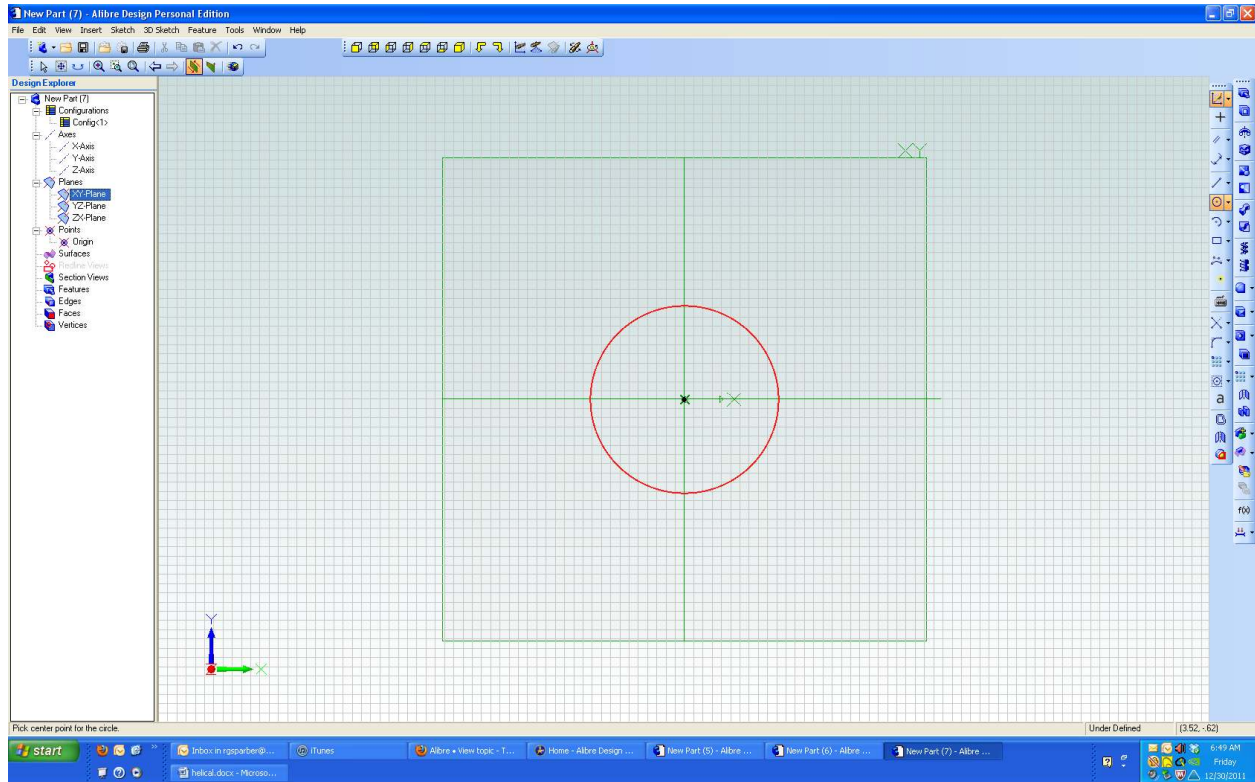 New Part (7) - Alibre Design Personal Edition
File Edit View Insert Sketch 3D Sketch Feature Tools Window Help
Design Explorer
New Part (7)
Configurations
Config<1>
Axes
X-Axis
Y-Axis
Z-Axis
Planes
XY-Plane
YZ-Plane
ZX-Plane
Points
Origin
Surfaces
Redline Views
Section Views
Features
Edges
Faces
Vertices
XY
X
Y
X
a
f(x)
Pick center point for the circle.
Under Defined
(3.52, -.62)
start
Inbox in rgsparber@...
iTunes
Alibre • View topic - T...
Home - Alibre Design ...
New Part (5) - Alibre ...
New Part (6) - Alibre ...
New Part (7) - Alibre ...
helical.docx - Microso...
6:49 AM
Friday
12/30/2011